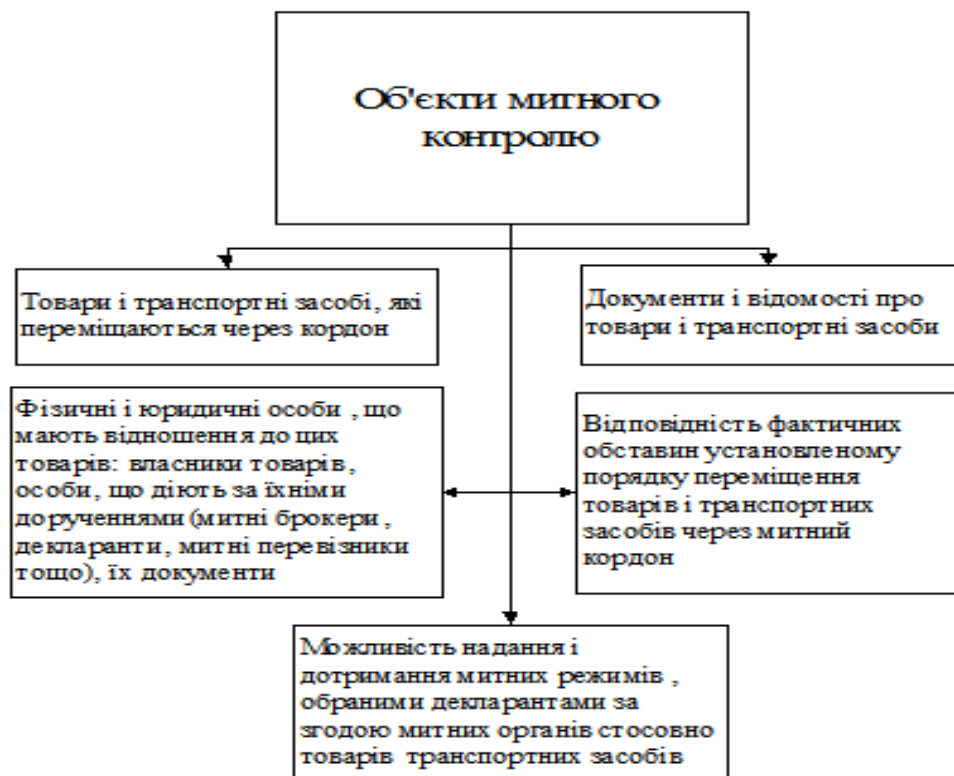 Об'єкти митного
контролю
Товари і транспортні засобі, які
переміщаються через кордон
Документи і відомості про
товари і транспортні засоби
Фізичні і юридичні особи , що
мають відношення до цих
товарів: власники товарів ,
особи, що діють за їхніми
дорученнями (митні брокери ,
декларанти, митні перевізники
тощо), їх документи
Відповідність фактичних
обставин установленому
порядку переміщення
товарів і транспортних
засобів через митний
кордон
Можливість надання і
дотримання митних режимів ,
обраними декларантами за
згодою митних органів стосовно
товарів транспортних засобів